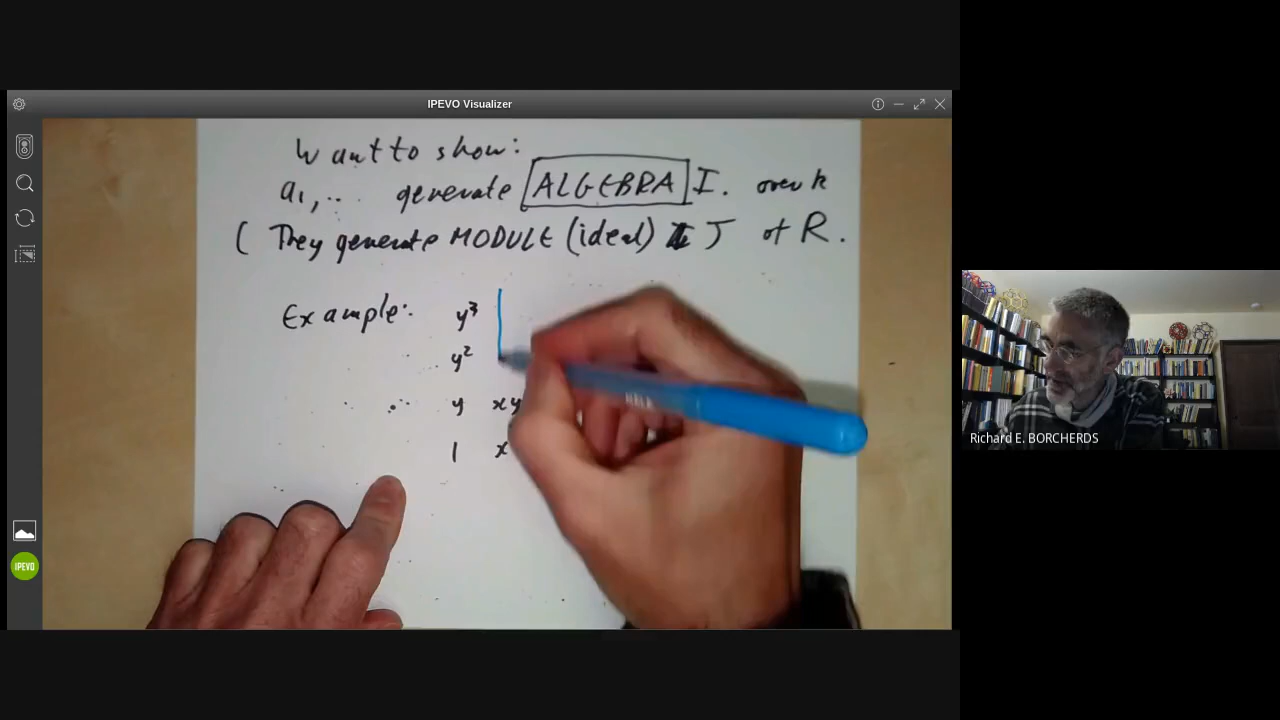 IPEVO Visualizer
Want to show:
a1, .. generate ALGEBRA I. over k
( They generate MODULE (ideal) J of R.
Example: y³
y²
y xy
1 x
BORCHERDS
Richard E. BORCHERDS
IPEVO